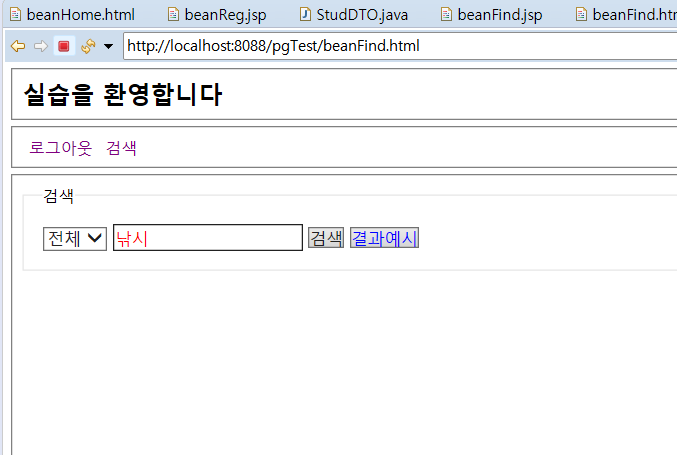 beanHome.html beanReg.jsp StudDTO.java beanFind.jsp
http://localhost:8088/pgTest/beanFind.html
실습을 환영합니다
로그아웃 검색
검색
전체 낚시 검색 결과예시